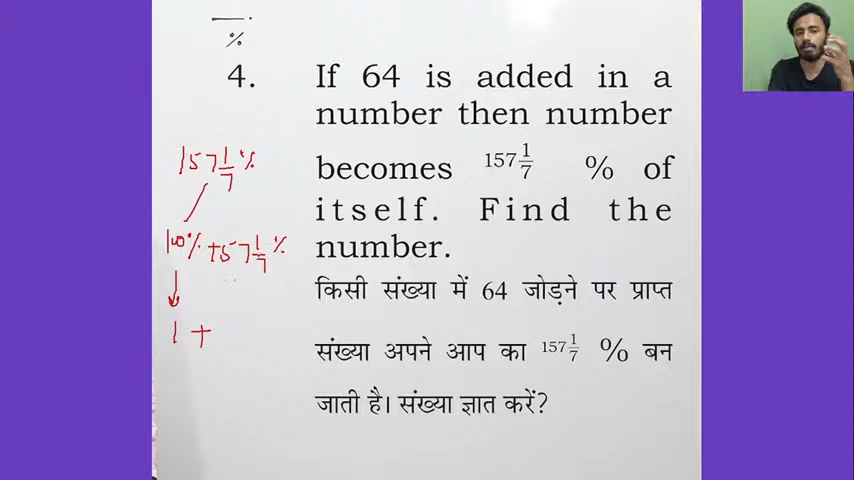 %
4. If 64 is added in a
number then number
becomes 157 1/7 % of
itself. Find the
number.
किसी संख्या में 64 जोड़ने पर प्राप्त
संख्या अपने आप का 157 1/7 % बन
जाती है। संख्या ज्ञात करें?
157 1/7 %
100% + 57 1/7 %
1 +